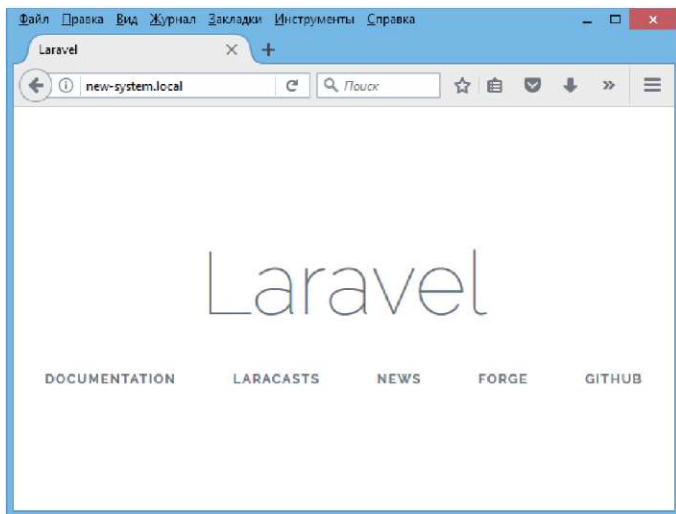 Файл Правка Вид Журнал Закладки Инструменты Справка
Laravel
new-system.local Поиск
Laravel
DOCUMENTATION LARACASTS NEWS FORGE GITHUB